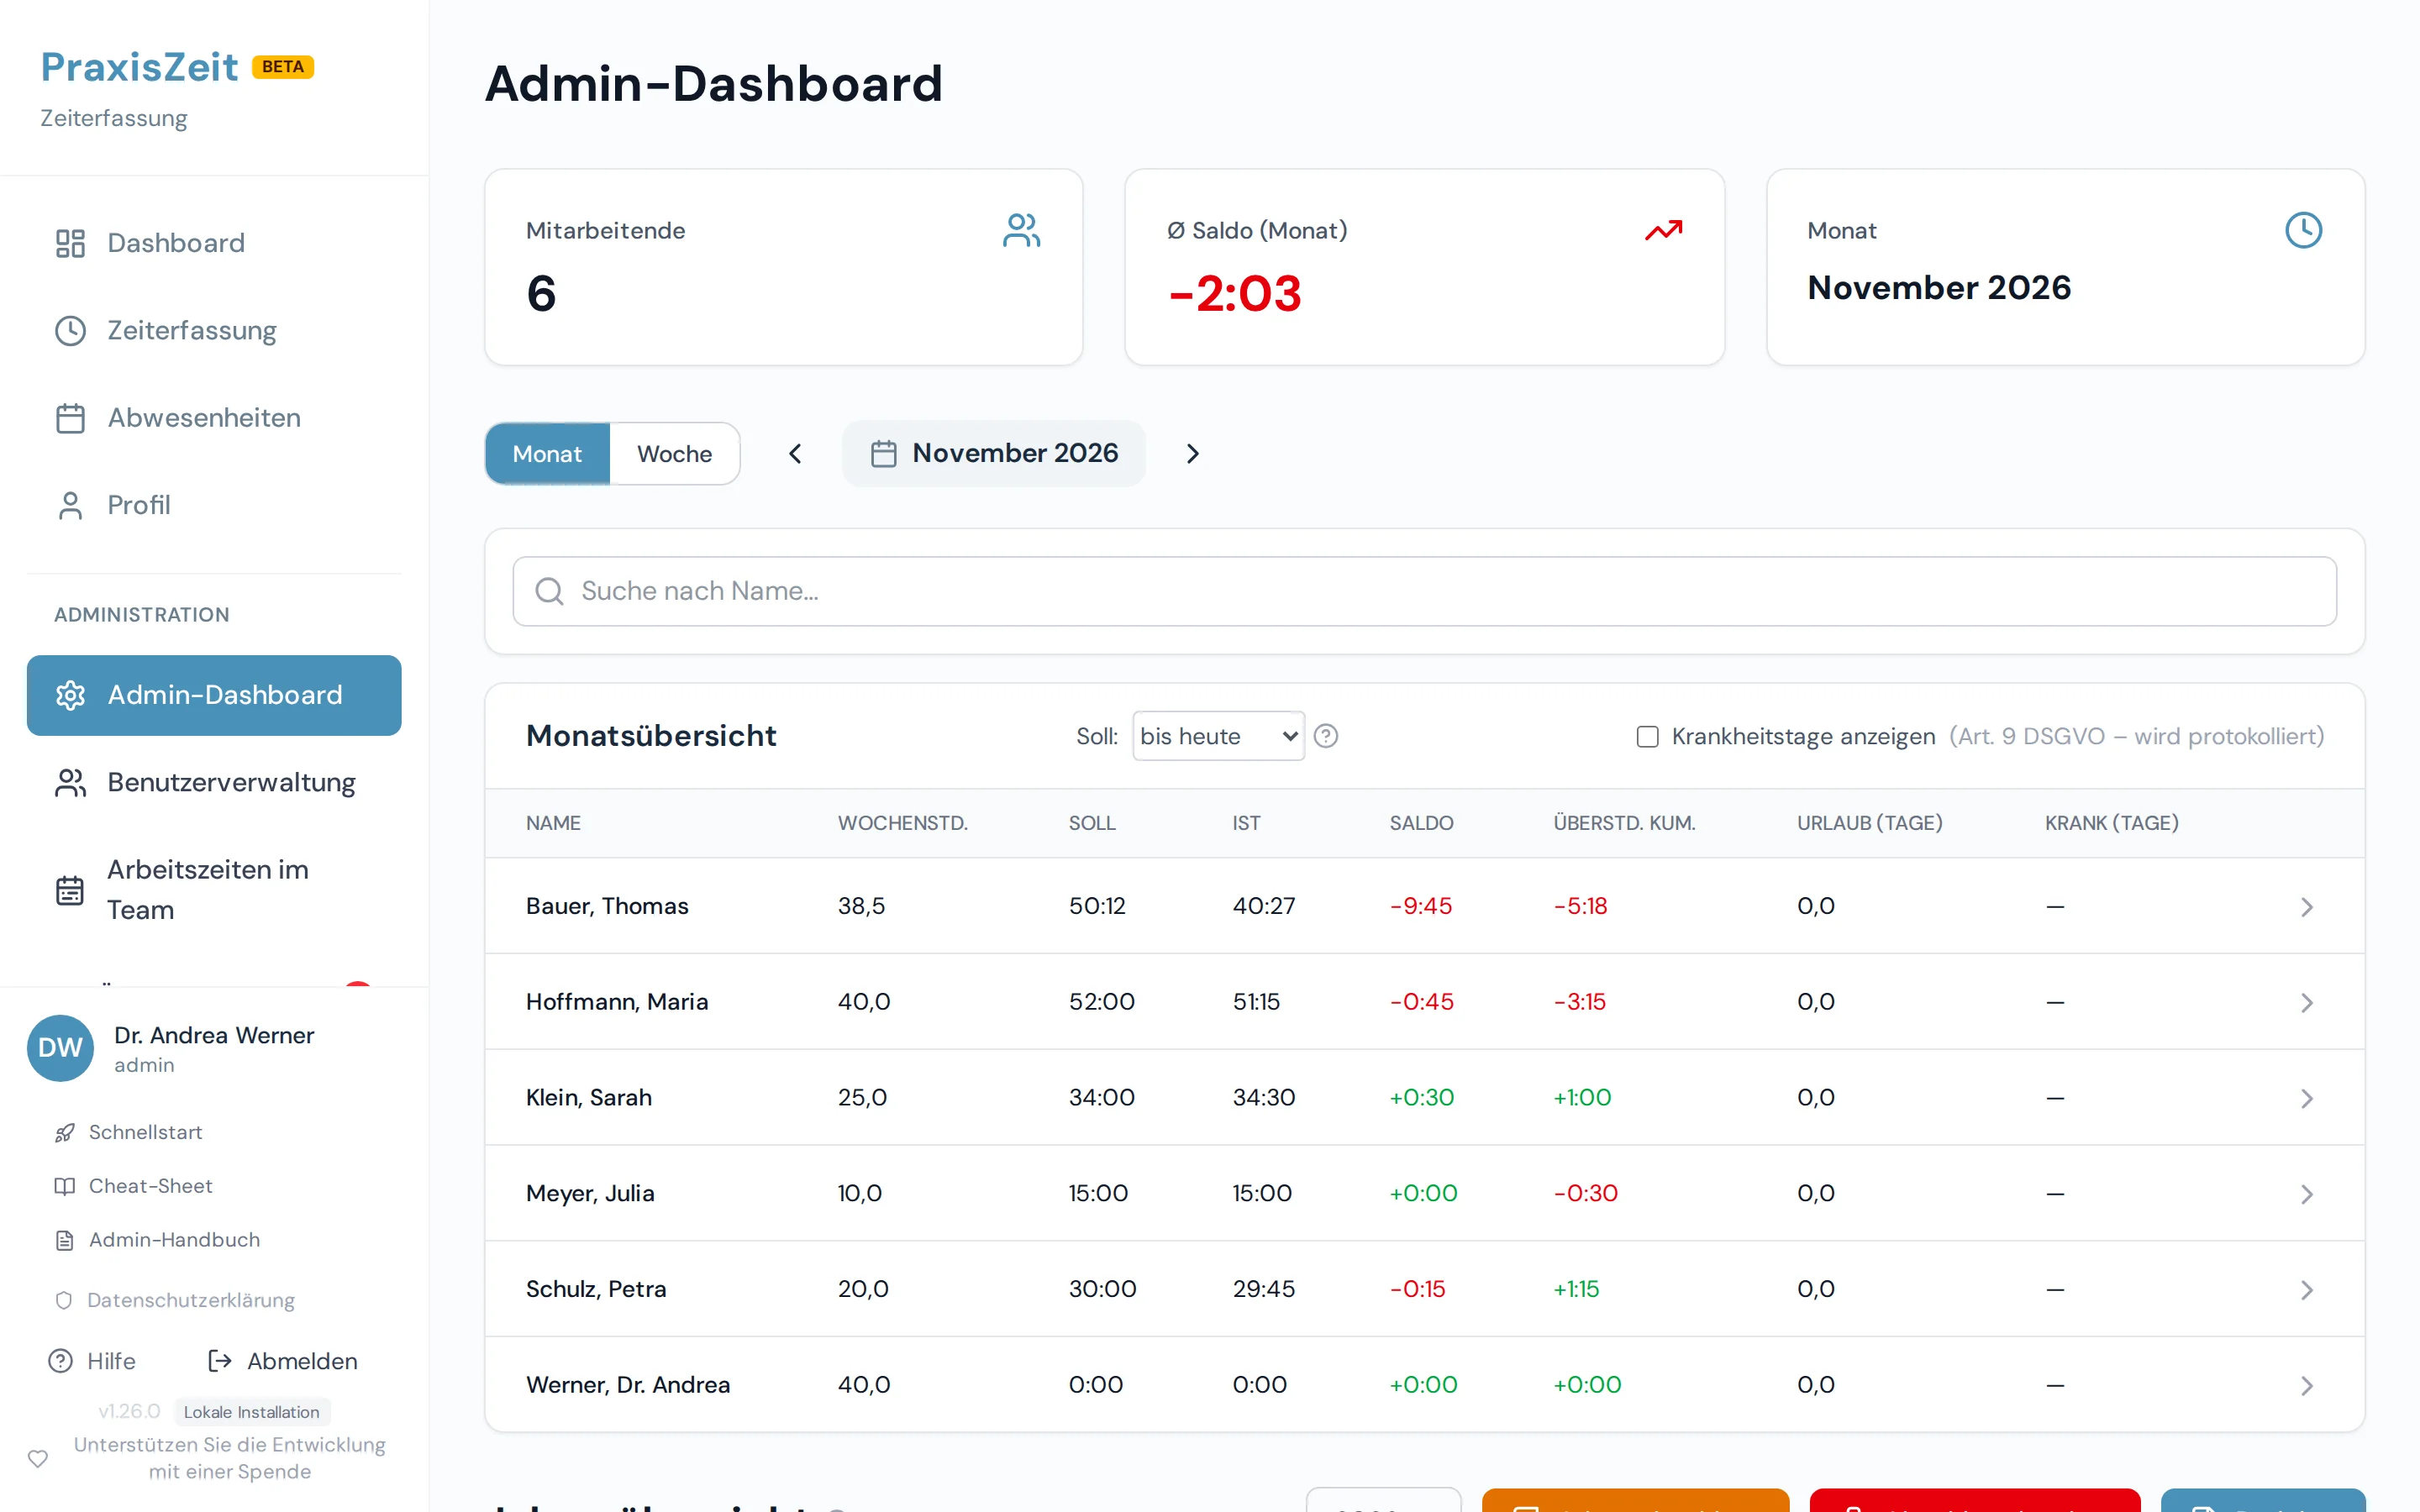 PraxisZeit BETA
Zeiterfassung
Dashboard
Zeiterfassung
Abwesenheiten
Profil
ADMINISTRATION
Admin-Dashboard
Benutzerverwaltung
Arbeitszeiten im
Team
DW
Dr. Andrea Werner
admin
Schnellstart
Cheat-Sheet
Admin-Handbuch
Datenschutzerklärung
Hilfe Abmelden
v1.26.0 Lokale Installation
Unterstützen Sie die Entwicklung
mit einer Spende
Admin-Dashboard
Mitarbeitende
6
Ø Saldo (Monat)
-2:03
Monat
November 2026
Monat Woche November 2026
Suche nach Name...
Monatsübersicht Soll: bis heute Krankheitstage anzeigen (Art. 9 DSGVO – wird protokolliert)
NAME WOCHENSTD. SOLL IST SALDO ÜBERSTD. KUM. URLAUB (TAGE) KRANK (TAGE)
Bauer, Thomas 38,5 50:12 40:27 -9:45 -5:18 0,0 —
Hoffmann, Maria 40,0 52:00 51:15 -0:45 -3:15 0,0 —
Klein, Sarah 25,0 34:00 34:30 +0:30 +1:00 0,0 —
Meyer, Julia 10,0 15:00 15:00 +0:00 -0:30 0,0 —
Schulz, Petra 20,0 30:00 29:45 -0:15 +1:15 0,0 —
Werner, Dr. Andrea 40,0 0:00 0:00 +0:00 +0:00 0,0 —